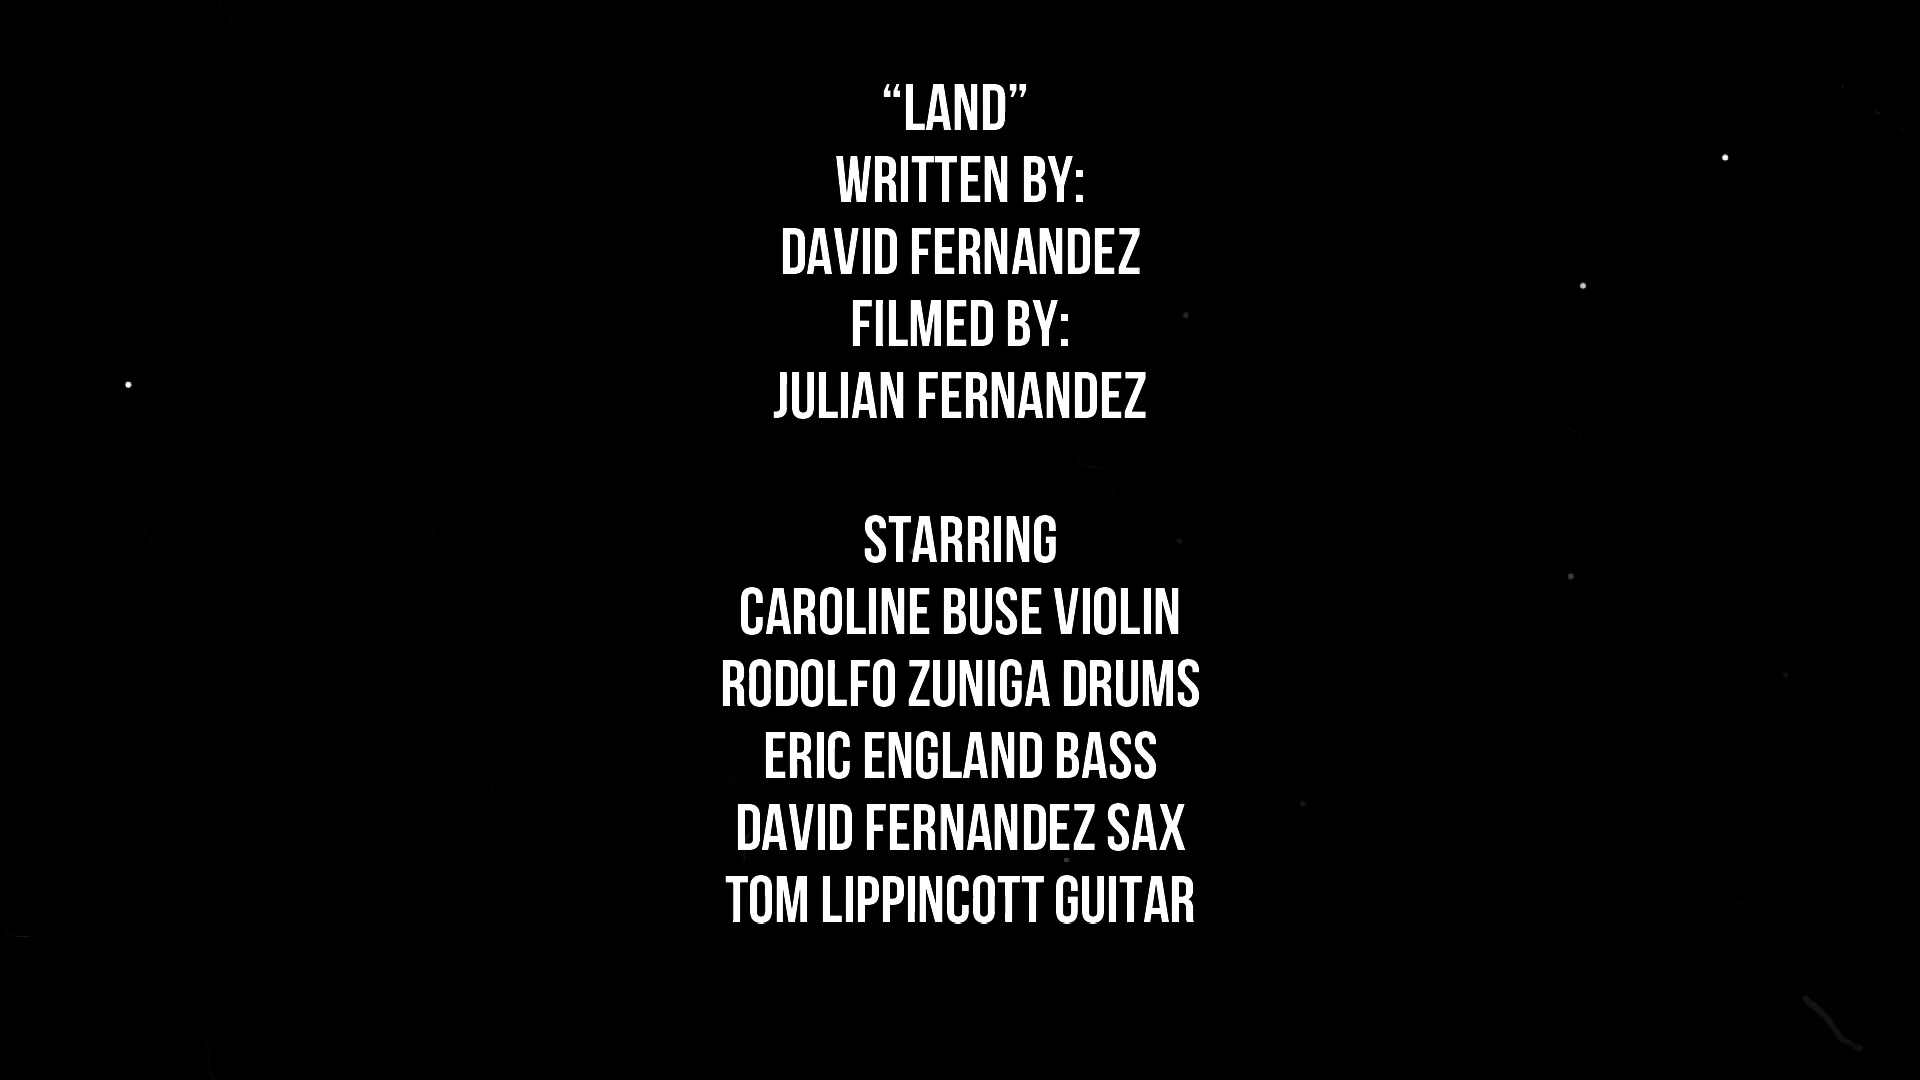 “LAND”
WRITTEN BY:
DAVID FERNANDEZ
FILMED BY:
JULIAN FERNANDEZ
STARRING
CAROLINE BUSE VIOLIN
RODOLFO ZUNIGA DRUMS
ERIC ENGLAND BASS
DAVID FERNANDEZ SAX
TOM LIPPINCOTT GUITAR